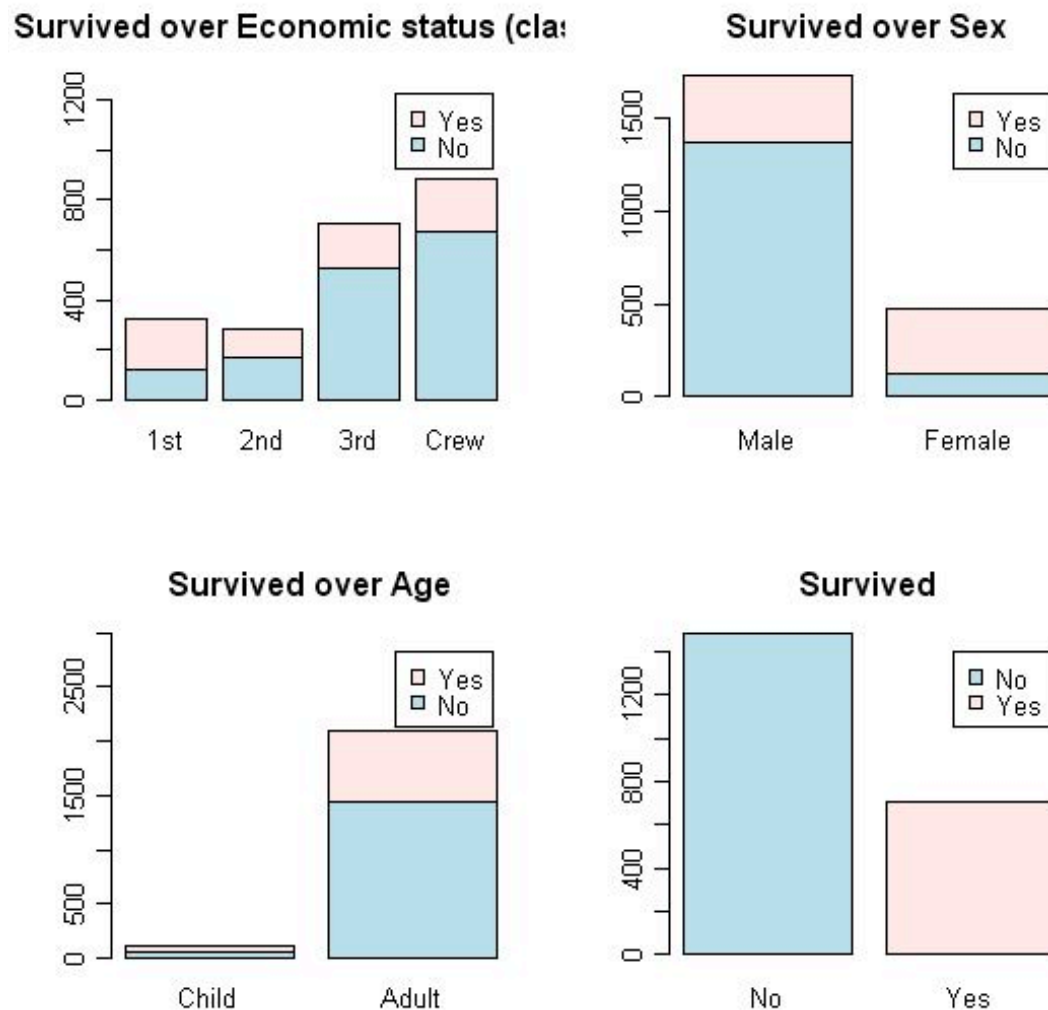 Survived over Economic status (clas
1200
800
400
0
Yes
No
1st 2nd 3rd Crew
Survived over Sex
1500
1000
500
0
Yes
No
Male Female
Survived over Age
2500
1500
500
0
Yes
No
Child Adult
Survived
1200
800
400
0
No
Yes
No Yes